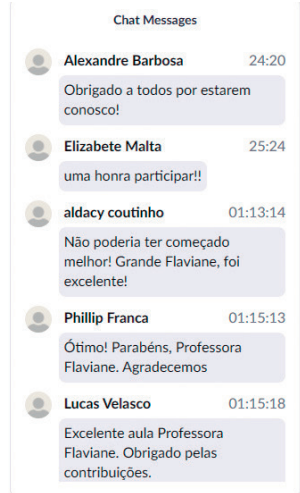 Chat Messages
Alexandre Barbosa 24:20
Obrigado a todos por estarem
conosco!
Elizabete Malta 25:24
uma honra participar!!
aldacy coutinho 01:13:14
Não poderia ter começado
melhor! Grande Flaviane, foi
excelente!
Phillip Franca 01:15:13
Ótimo! Parabéns, Professora
Flaviane. Agradecemos
Lucas Velasco 01:15:18
Excelente aula Professora
Flaviane. Obrigado pelas
contribuições.